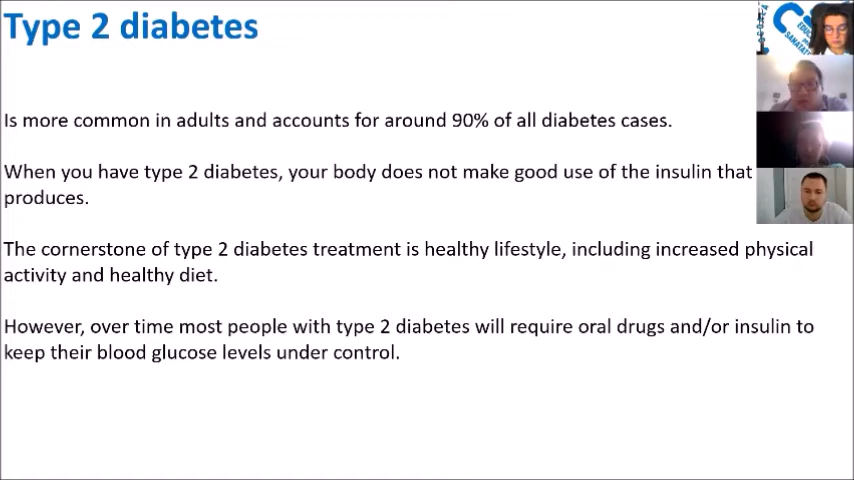 Type 2 diabetes
Is more common in adults and accounts for around 90% of all diabetes cases.
When you have type 2 diabetes, your body does not make good use of the insulin that
produces.
The cornerstone of type 2 diabetes treatment is healthy lifestyle, including increased physical
activity and healthy diet.
However, over time most people with type 2 diabetes will require oral drugs and/or insulin to
keep their blood glucose levels under control.